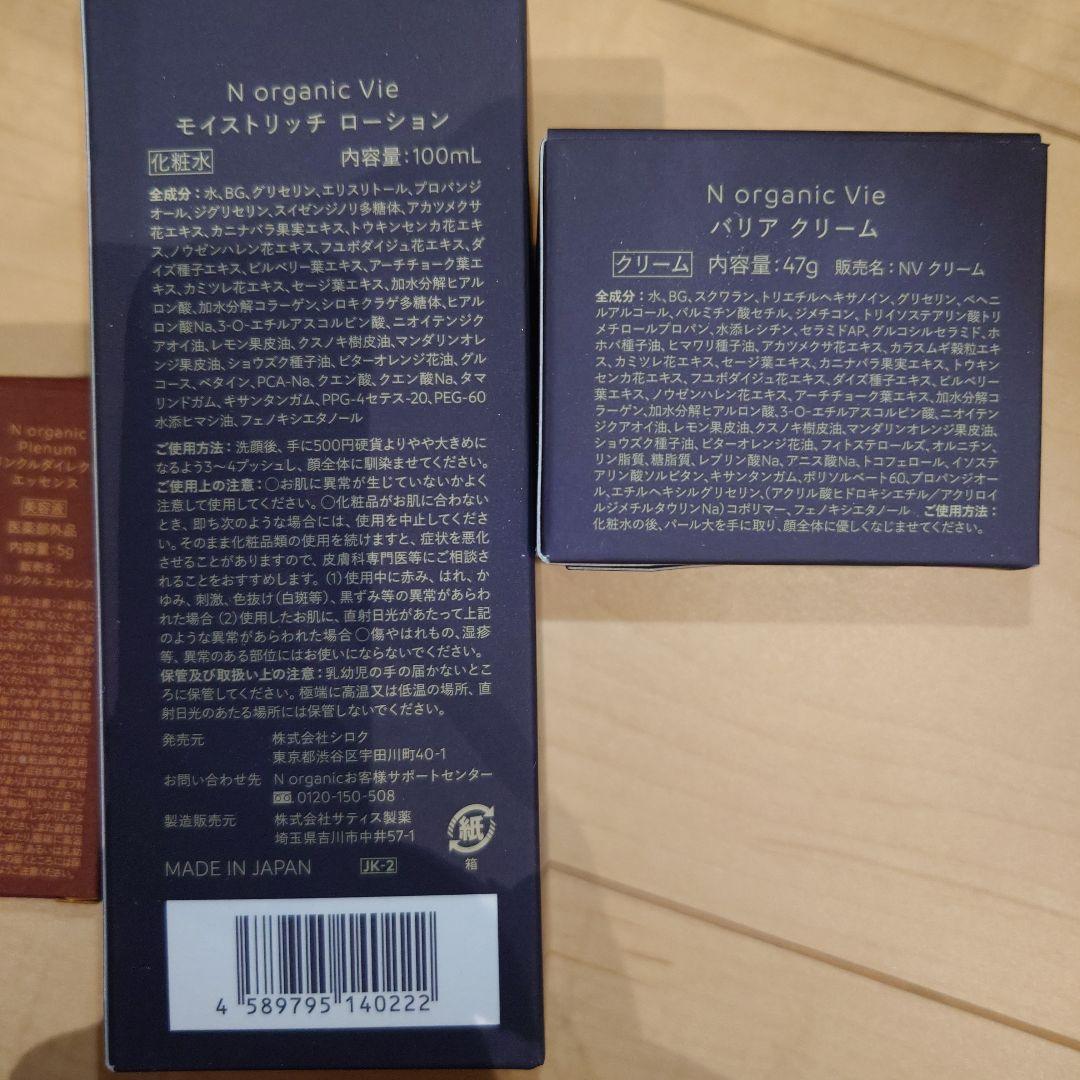 N organic Vie
モイストリッチ ローション
化粧水 内容量:100mL
全成分:水、BG、グリセリン、エリスリトール、プロパンジ
オール、ジグリセリン、スイゼンジノリ多糖体、アカツメクサ
花エキス、カニナバラ果実エキス、トウキンセンカ花エキ
ス、ノウゼンハレン花エキス、フユボダイジュ花エキス、ダ
イズ種子エキス、ビルベリー葉エキス、アーチチョーク葉エ
キス、カミツレ花エキス、セージ葉エキス、加水分解ヒアル
ロン酸、加水分解コラーゲン、シロキクラゲ多糖体、ヒアル
ロン酸Na、3-O-エチルアスコルビン酸、ニオイテンジク
アオイ油、レモン果皮油、クスノキ樹皮油、マンダリンオレ
ンジ果皮油、ショウズク種子油、ビターオレンジ花油、グル
コース、ベタイン、PCA-Na、クエン酸、クエン酸Na、タマ
リンドガム、キサンタンガム、PPG-4セテス-20、PEG-60
水添ヒマシ油、フェノキシエタノール
ご使用方法:洗顔後、手に500円硬貨よりやや大きめに
なるよう3〜4プッシュし、顔全体に馴染ませてください。
ご使用上の注意:○お肌に異常が生じていないかよく
注意して使用してください。○化粧品がお肌に合わない
とき、即ち次のような場合には、使用を中止してくださ
い。そのまま化粧品類の使用を続けますと、症状を悪化
させることがありますので、皮膚科専門医等にご相談さ
れることをおすすめします。(1)使用中に赤み、はれ、か
ゆみ、刺激、色抜け(白斑等)、黒ずみ等の異常があらわ
れた場合 (2)使用したお肌に、直射日光があたって上記
のような異常があらわれた場合 ○傷やはれもの、湿疹
等、異常のある部位にはお使いにならないでください。
保管及び取扱い上の注意:乳幼児の手の届かないとこ
ろに保管してください。極端に高温又は低温の場所、直
射日光のあたる場所には保管しないでください。
発売元 株式会社シロク
東京都渋谷区宇田川町40-1
お問い合わせ先 N organicお客様サポートセンター
0120-150-508
製造販売元 株式会社サティス製薬
埼玉県吉川市中井57-1
紙
箱
MADE IN JAPAN JK-2
4 589795 140222
N organic Vie
バリア クリーム
クリーム 内容量:47g 販売名:NV クリーム
全成分:水、BG、スクワラン、トリエチルヘキサノイン、グリセリン、ベヘニ
ルアルコール、パルミチン酸セチル、ジメチコン、トリイソステアリン酸トリ
メチロールプロパン、水添レシチン、セラミドAP、グルコシルセラミド、ホ
ホバ種子油、ヒマワリ種子油、アカツメクサ花エキス、カラスムギ穀粒エキ
ス、カミツレ花エキス、セージ葉エキス、カニナバラ果実エキス、トウキン
センカ花エキス、フユボダイジュ花エキス、ダイズ種子エキス、ビルベリー
葉エキス、ノウゼンハレン花エキス、アーチチョーク葉エキス、加水分解コ
ラーゲン、加水分解ヒアルロン酸、3-O-エチルアスコルビン酸、ニオイテン
ジクアオイ油、レモン果皮油、クスノキ樹皮油、マンダリンオレンジ果皮油、
ショウズク種子油、ビターオレンジ花油、フィトステロールズ、オルニチン、
リン脂質、糖脂質、レブリン酸Na、アニス酸Na、トコフェロール、イソステ
アリン酸ソルビタン、キサンタンガム、ポリソルベート60、プロパンジオー
ル、エチルヘキシルグリセリン、(アクリル酸ヒドロキシエチル/アクリロイ
ルジメチルタウリンNa)コポリマー、フェノキシエタノール ご使用方法:
化粧水の後、パール大を手に取り、顔全体に優しくなじませてください。
N organic
Plenum
リンクルダイレク
エッセンス
美容液
医薬部外品
内容量:5g
販売名:
リンクル エッセンス